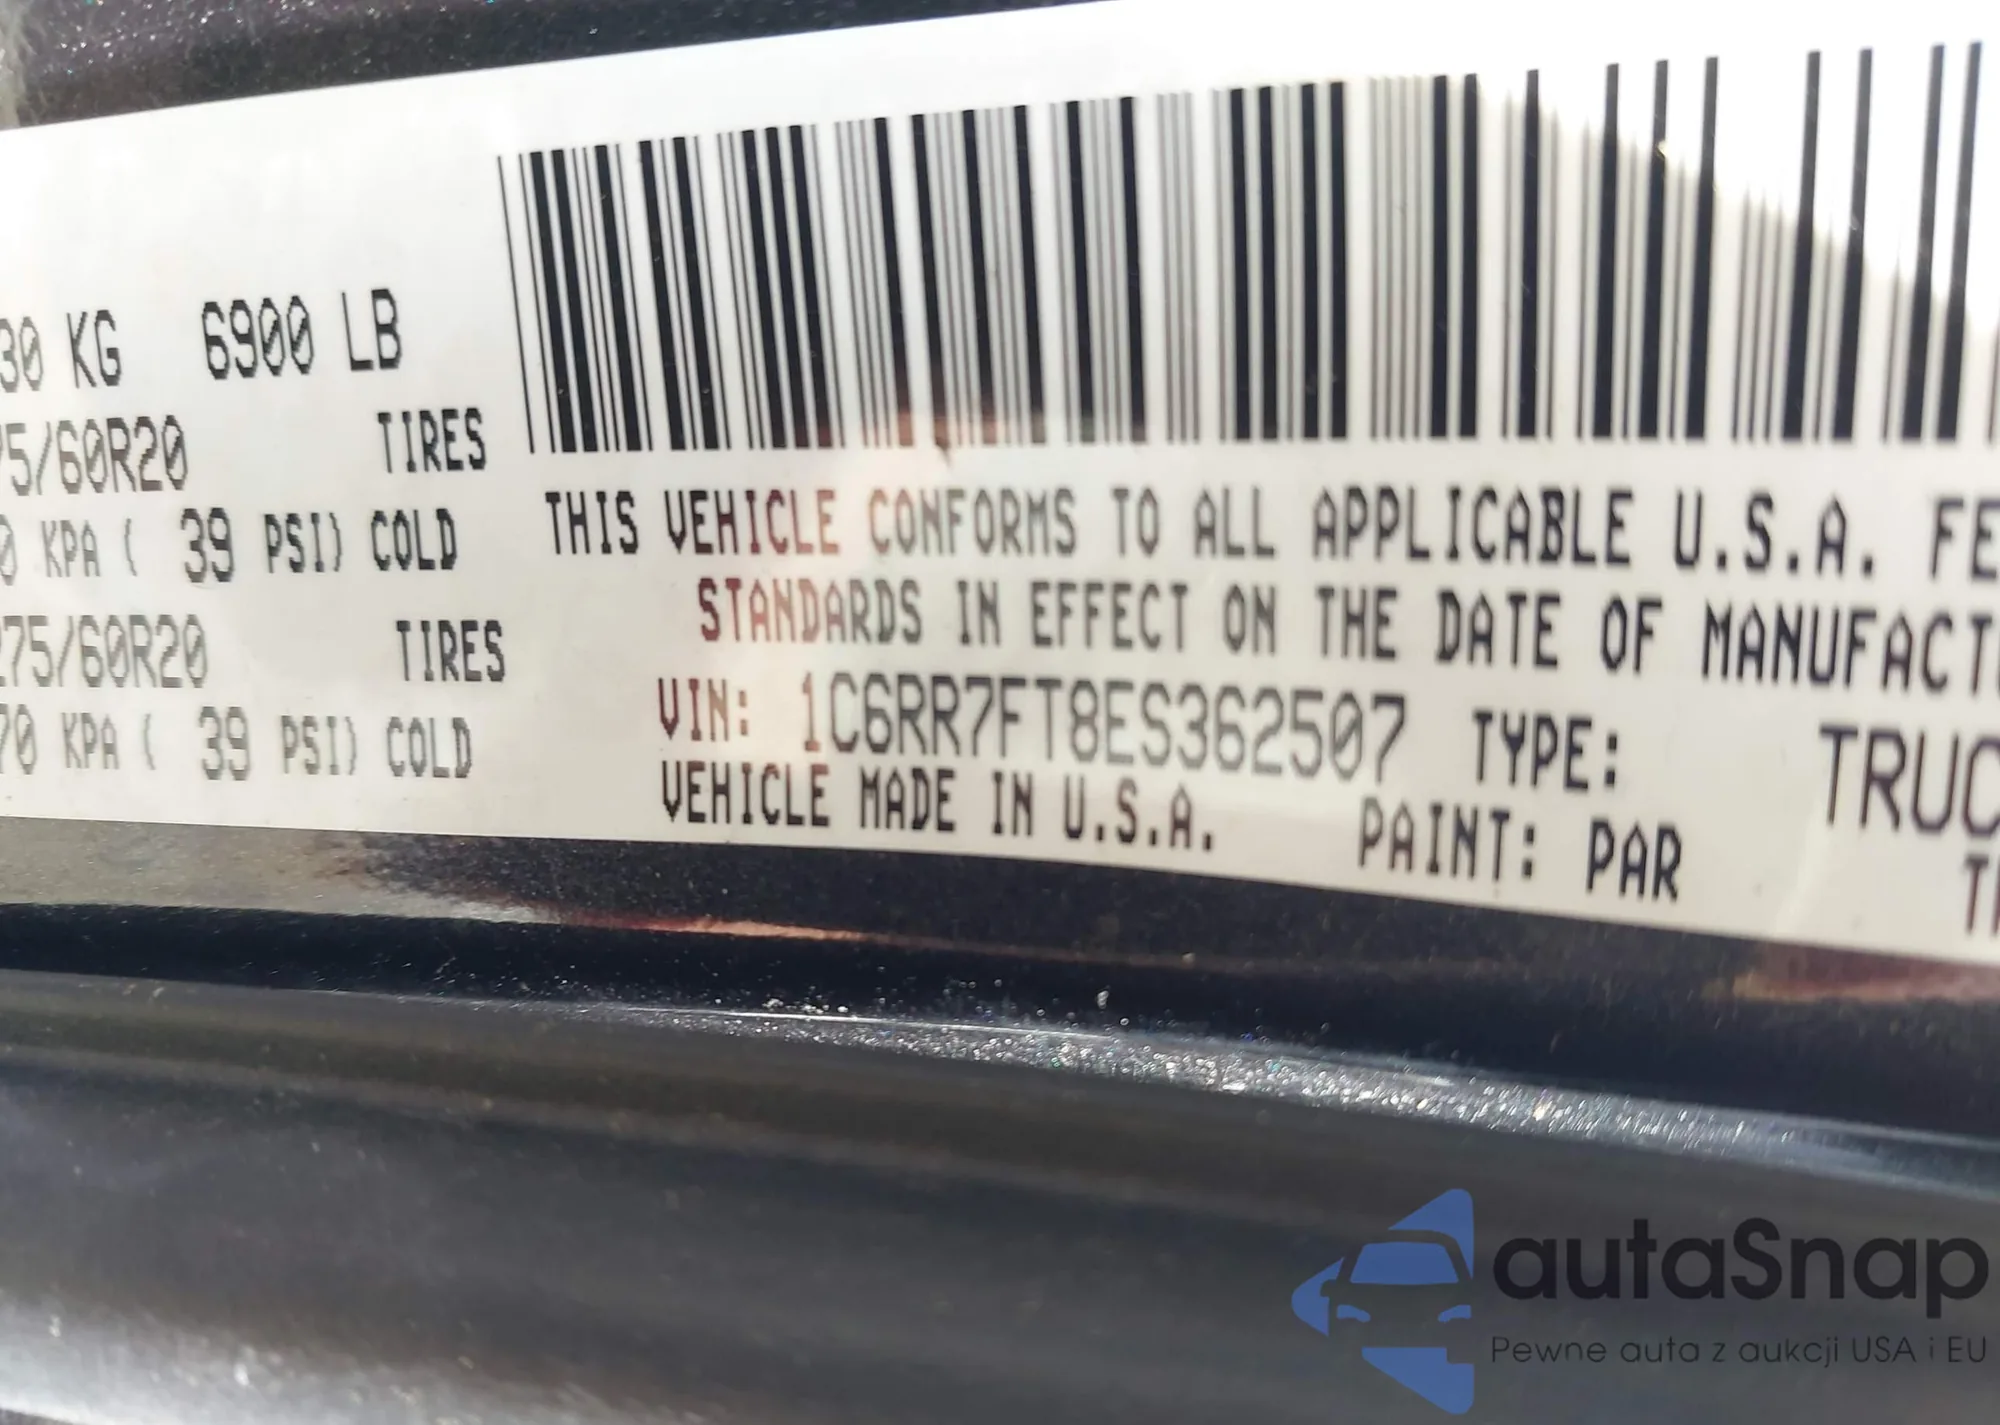 30 KG 6900 LB
75/60R20 TIRES
0 KPA ( 39 PSI) COLD
275/60R20 TIRES
70 KPA ( 39 PSI) COLD
THIS VEHICLE CONFORMS TO ALL APPLICABLE U.S.A. FE
STANDARDS IN EFFECT ON THE DATE OF MANUFACT
VIN: 1C6RR7FT8ES362507 TYPE: TRUC
VEHICLE MADE IN U.S.A. PAINT: PAR
autaSnap
Pewne auta z aukcji USA i EU